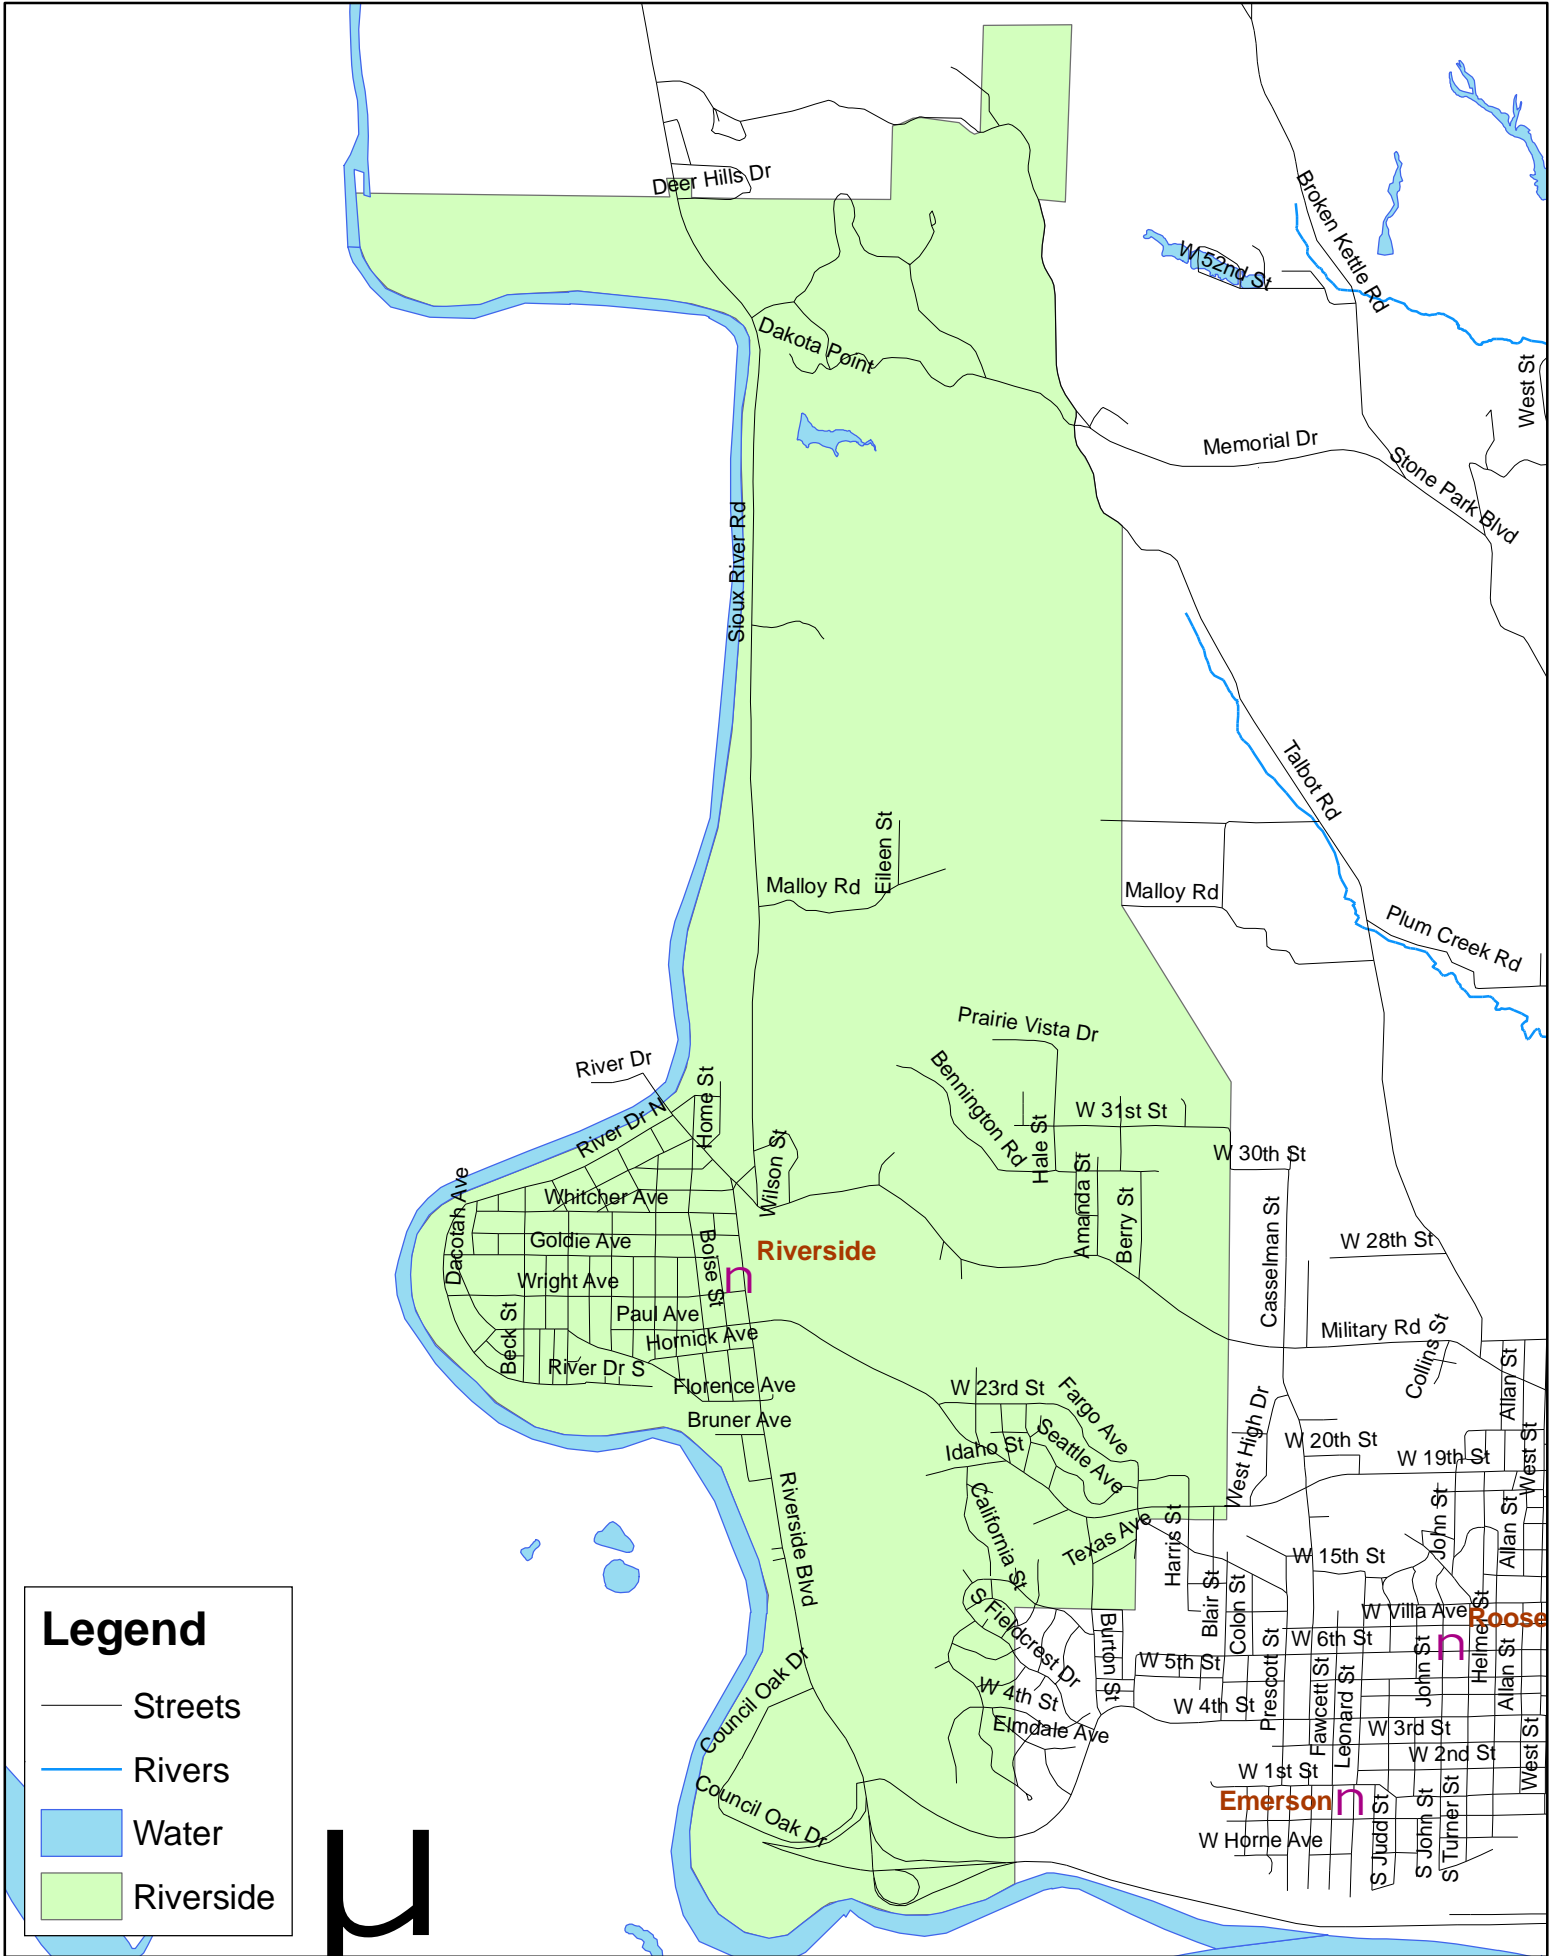 Deer Hills Dr
Broken Kettle Rd
W 52nd St
Dakota Point
West St
Memorial Dr
Stone Park Blvd
Sioux River Rd
Talbot Rd
Eileen St
Malloy Rd
Malloy Rd
Plum Creek Rd
Prairie Vista Dr
River Dr
Bennington Rd
Home St
River Dr N
W 31st St
Hale St
Wilson St
W 30th St
Dacotah Ave
Whitcher Ave
Amanda St
Berry St
Casselman St
Goldie Ave
Boise St
Riverside
n
W 28th St
Wright Ave
Beck St
Paul Ave
Hornick Ave
Military Rd
Collins St
Allan St
River Dr S
Florence Ave
W 23rd St
Fargo Ave
West High Dr
Bruner Ave
Idaho St
Seattle Ave
W 20th St
W 19th St
West St
Riverside Blvd
California St
Texas Ave
Harris St
John St
Allan St
W 15th St
Blair St
Colon St
S Fieldcrest Dr
Burton St
W Villa Ave
Helmer St
Roose
n
W 6th St
Prescott St
Fawcett St
Leonard St
John St
Allan St
Legend
Council Oak Dr
W 5th St
W 4th St
W 4th St
Elmdale Ave
W 3rd St
W 2nd St
West St
Streets
Rivers
Water
Riverside
Council Oak Dr
W 1st St
Emerson
n
S Judd St
S John St
S Turner St
W Horne Ave
µ